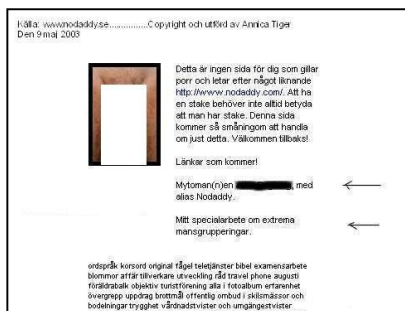 Källa: www.nodaddy.se................Copyright och utförd av Annica Tiger
Den 9 maj 2003
Detta är ingen sida för dig som gillar
porr och letar efter något liknande
http://www.nodaddy.com/. Att ha
en stake behöver inte alltid betyda
att man har stake. Denna sida
kommer så småningom att handla
om just detta. Välkommen tillbaks!
Länkar som kommer!
Mytoman(n)en , med
alias Nodaddy.
Mitt specialarbete om extrema
mansgrupperingar.
ordspråk korsord original fågel teletjänster bibel examensarbete
blommor affär tillverkare utveckling råd travel phone augusti
föräldrabalk objektiv turistförening alla i fotoalbum erfarenhet
övergrepp uppdrag brottmål offentlig ombud i skilsmässor och
bodelningar trygghet vårdnadstvister och umgängestvister